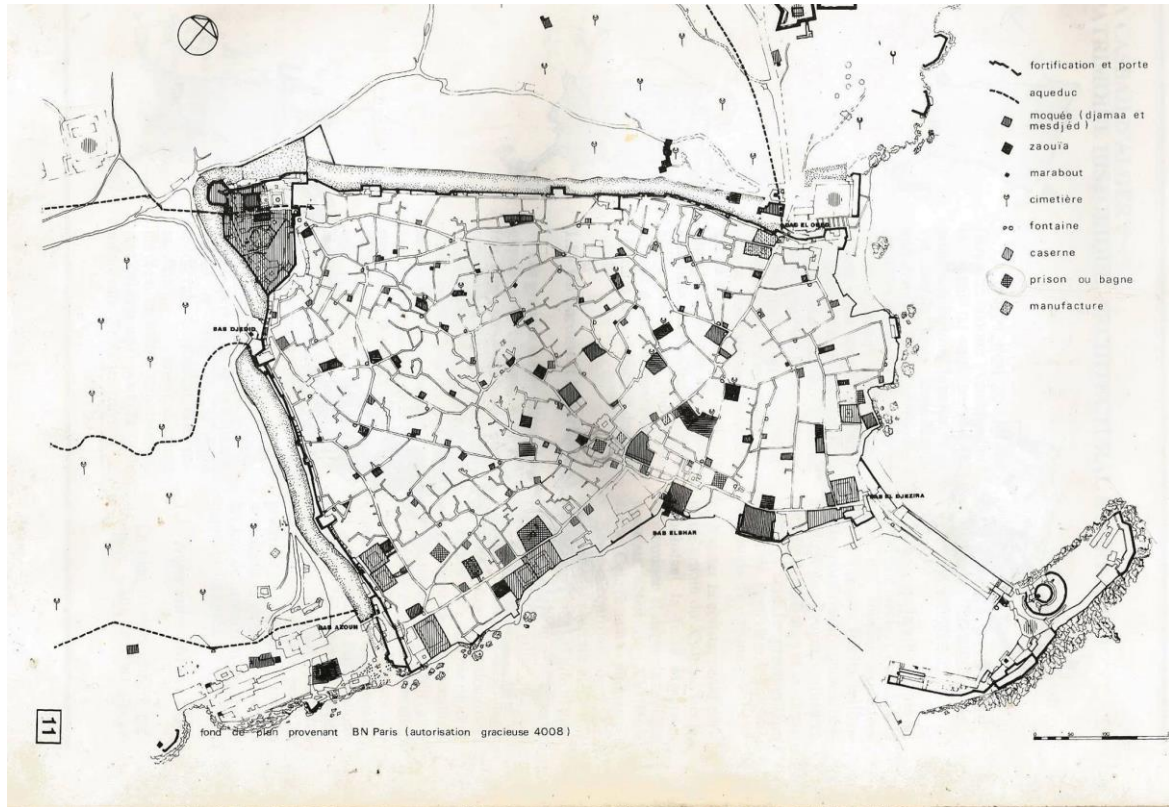 fortification et porte
aqueduc
moquée (djamaa et
mesdjéd)
zaouïa
marabout
cimetière
fontaine
caserne
prison ou bagne
manufacture
BAB DJEDID
BAB EL DJEZIRA
BAB ELBHAR
BAB AZOUN
11
fond de plan provenant BN Paris (autorisation gracieuse 4008)